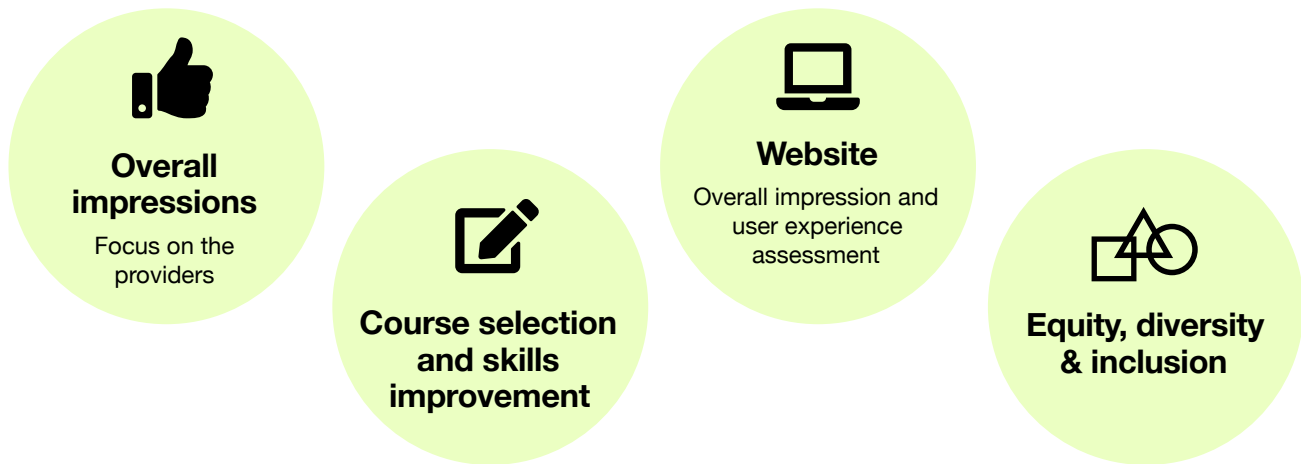 Overall
impressions
Focus on the
providers
Course selection
and skills
improvement
Website
Overall impression and
user experience
assessment
Equity, diversity
& inclusion